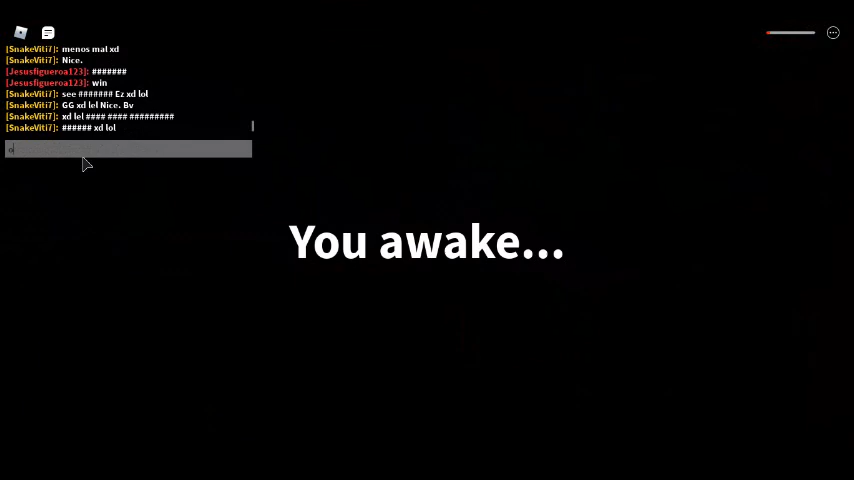 [SnakeViti7]: menos mal xd
[SnakeViti7]: Nice.
[Jesusfigueroa123]: #######
[Jesusfigueroa123]: win
[SnakeViti7]: see ####### Ez xd lol
[SnakeViti7]: GG xd lel Nice. Bv
[SnakeViti7]: xd lel #### #### #########
[SnakeViti7]: ###### xd lol
o
You awake...